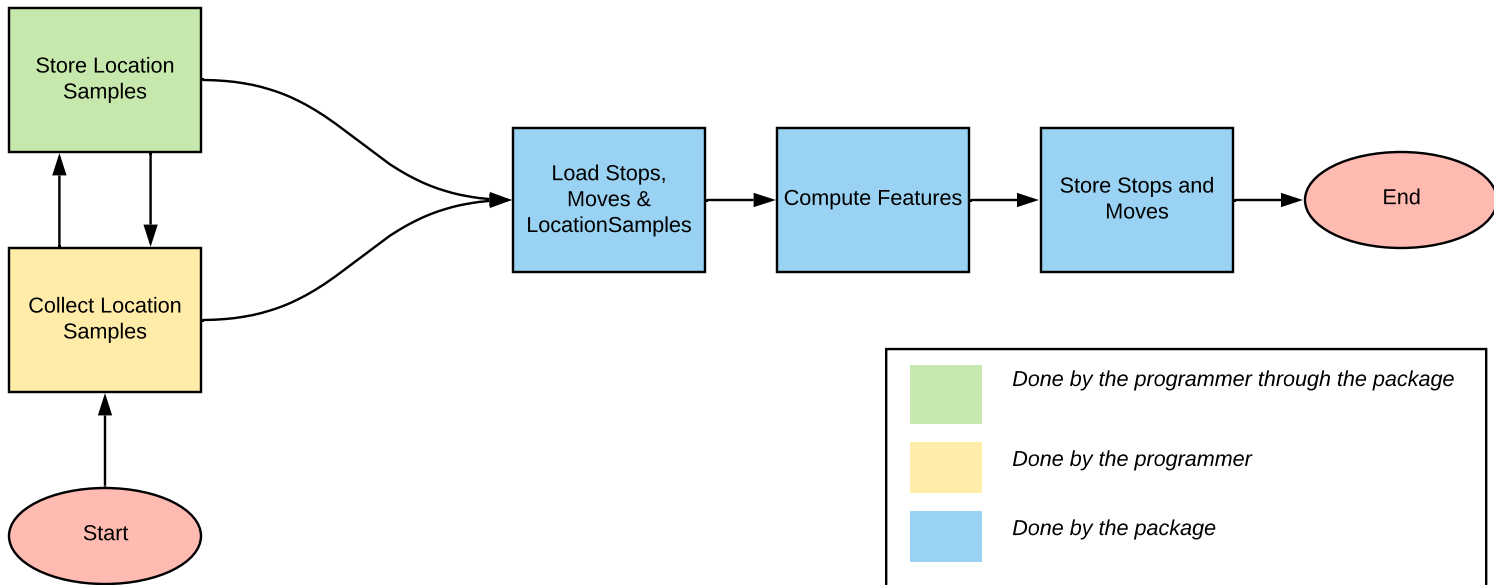 Store Location
Samples
Collect Location
Samples
Start
Load Stops,
Moves &
LocationSamples
Compute Features
Store Stops and
Moves
End
Done by the programmer through the package
Done by the programmer
Done by the package